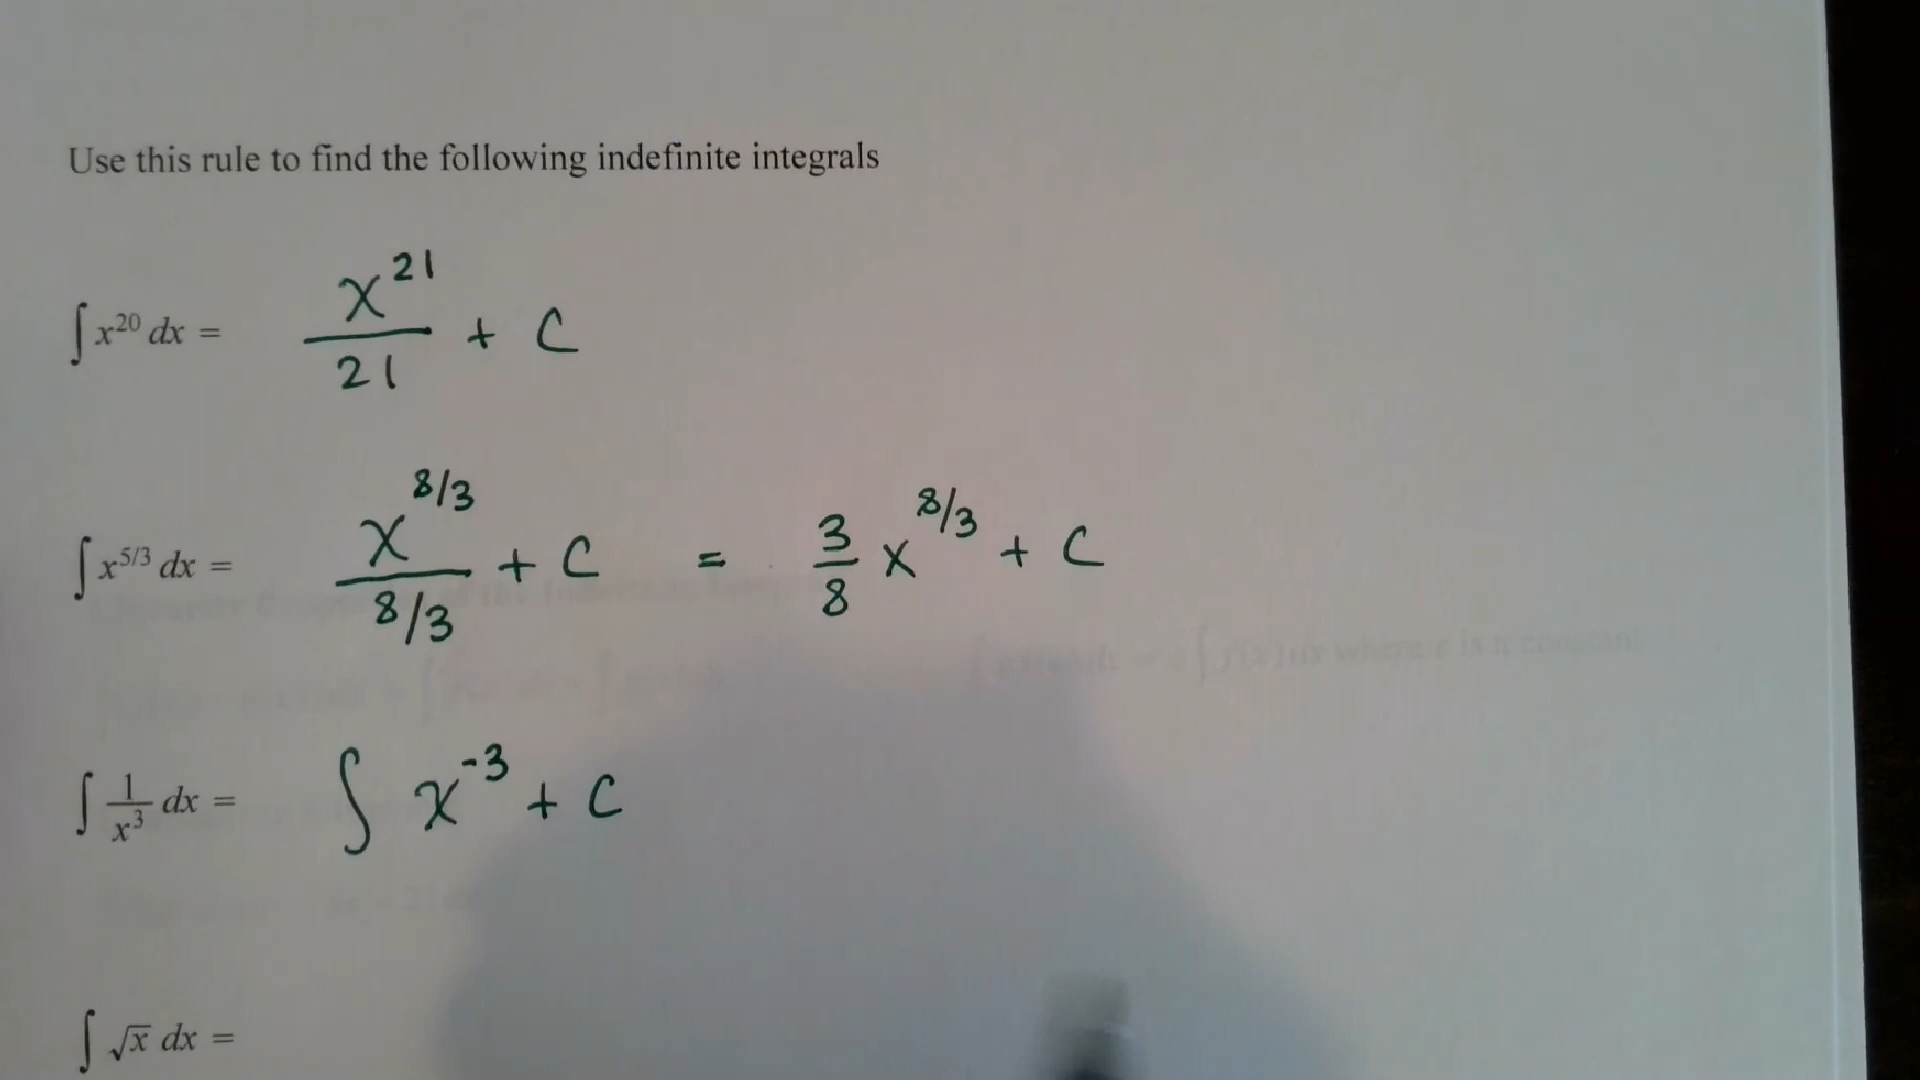 Use this rule to find the following indefinite integrals
∫ x^20 dx = x^21 / 21 + C
∫ x^5/3 dx = x^8/3 / 8/3 + C = 3/8 x^8/3 + C
∫ 1/x^3 dx = ∫ x^-3 + C
∫ √x dx =